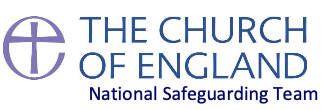 THE CHURCH
OF ENGLAND
National Safeguarding Team